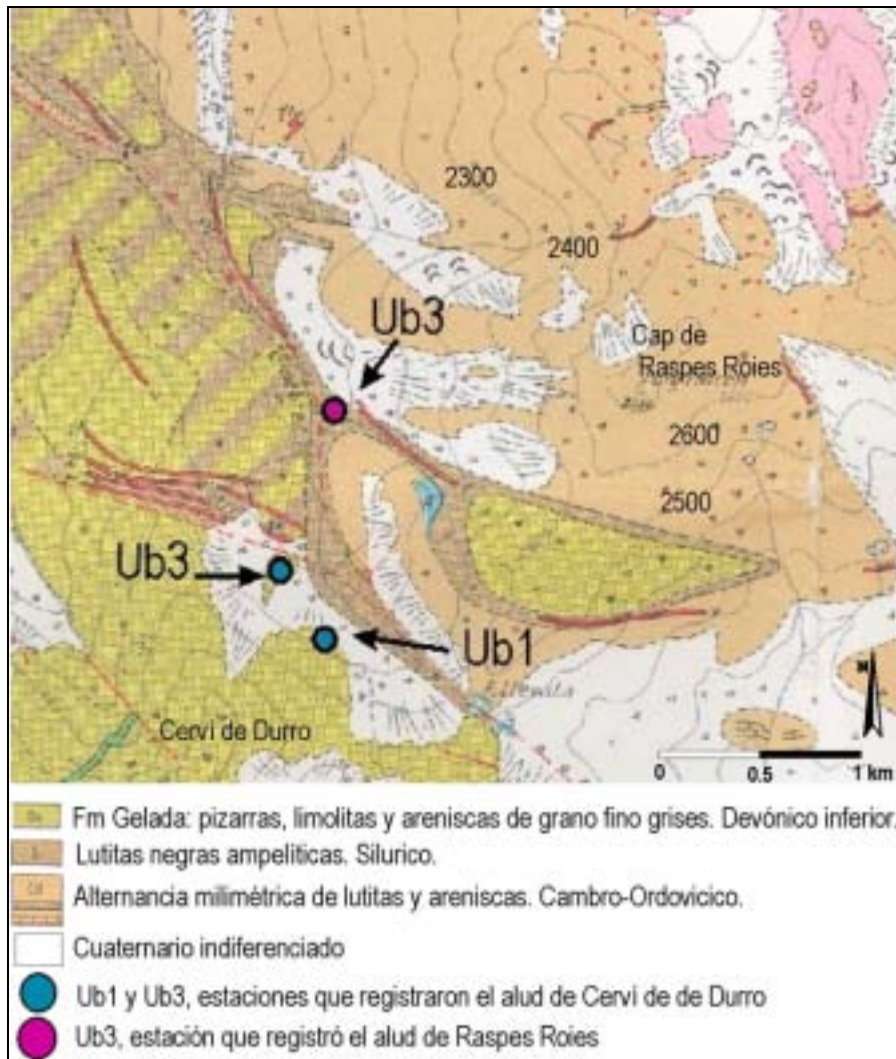 2300
2400
Ub3
Cap de
Raspes Roies
2600
2500
Ub3
Ub1
Cerví de Durro
N
0 0.5 1 km
Fm Gelada: pizarras, limolitas y areniscas de grano fino grises. Devónico inferior.
Lutitas negras ampelíticas. Silurico.
Alternancia milimétrica de lutitas y areniscas. Cambro-Ordovicico.
Cuaternario indiferenciado
Ub1 y Ub3, estaciones que registraron el alud de Cerví de de Durro
Ub3, estación que registró el alud de Raspes Roies